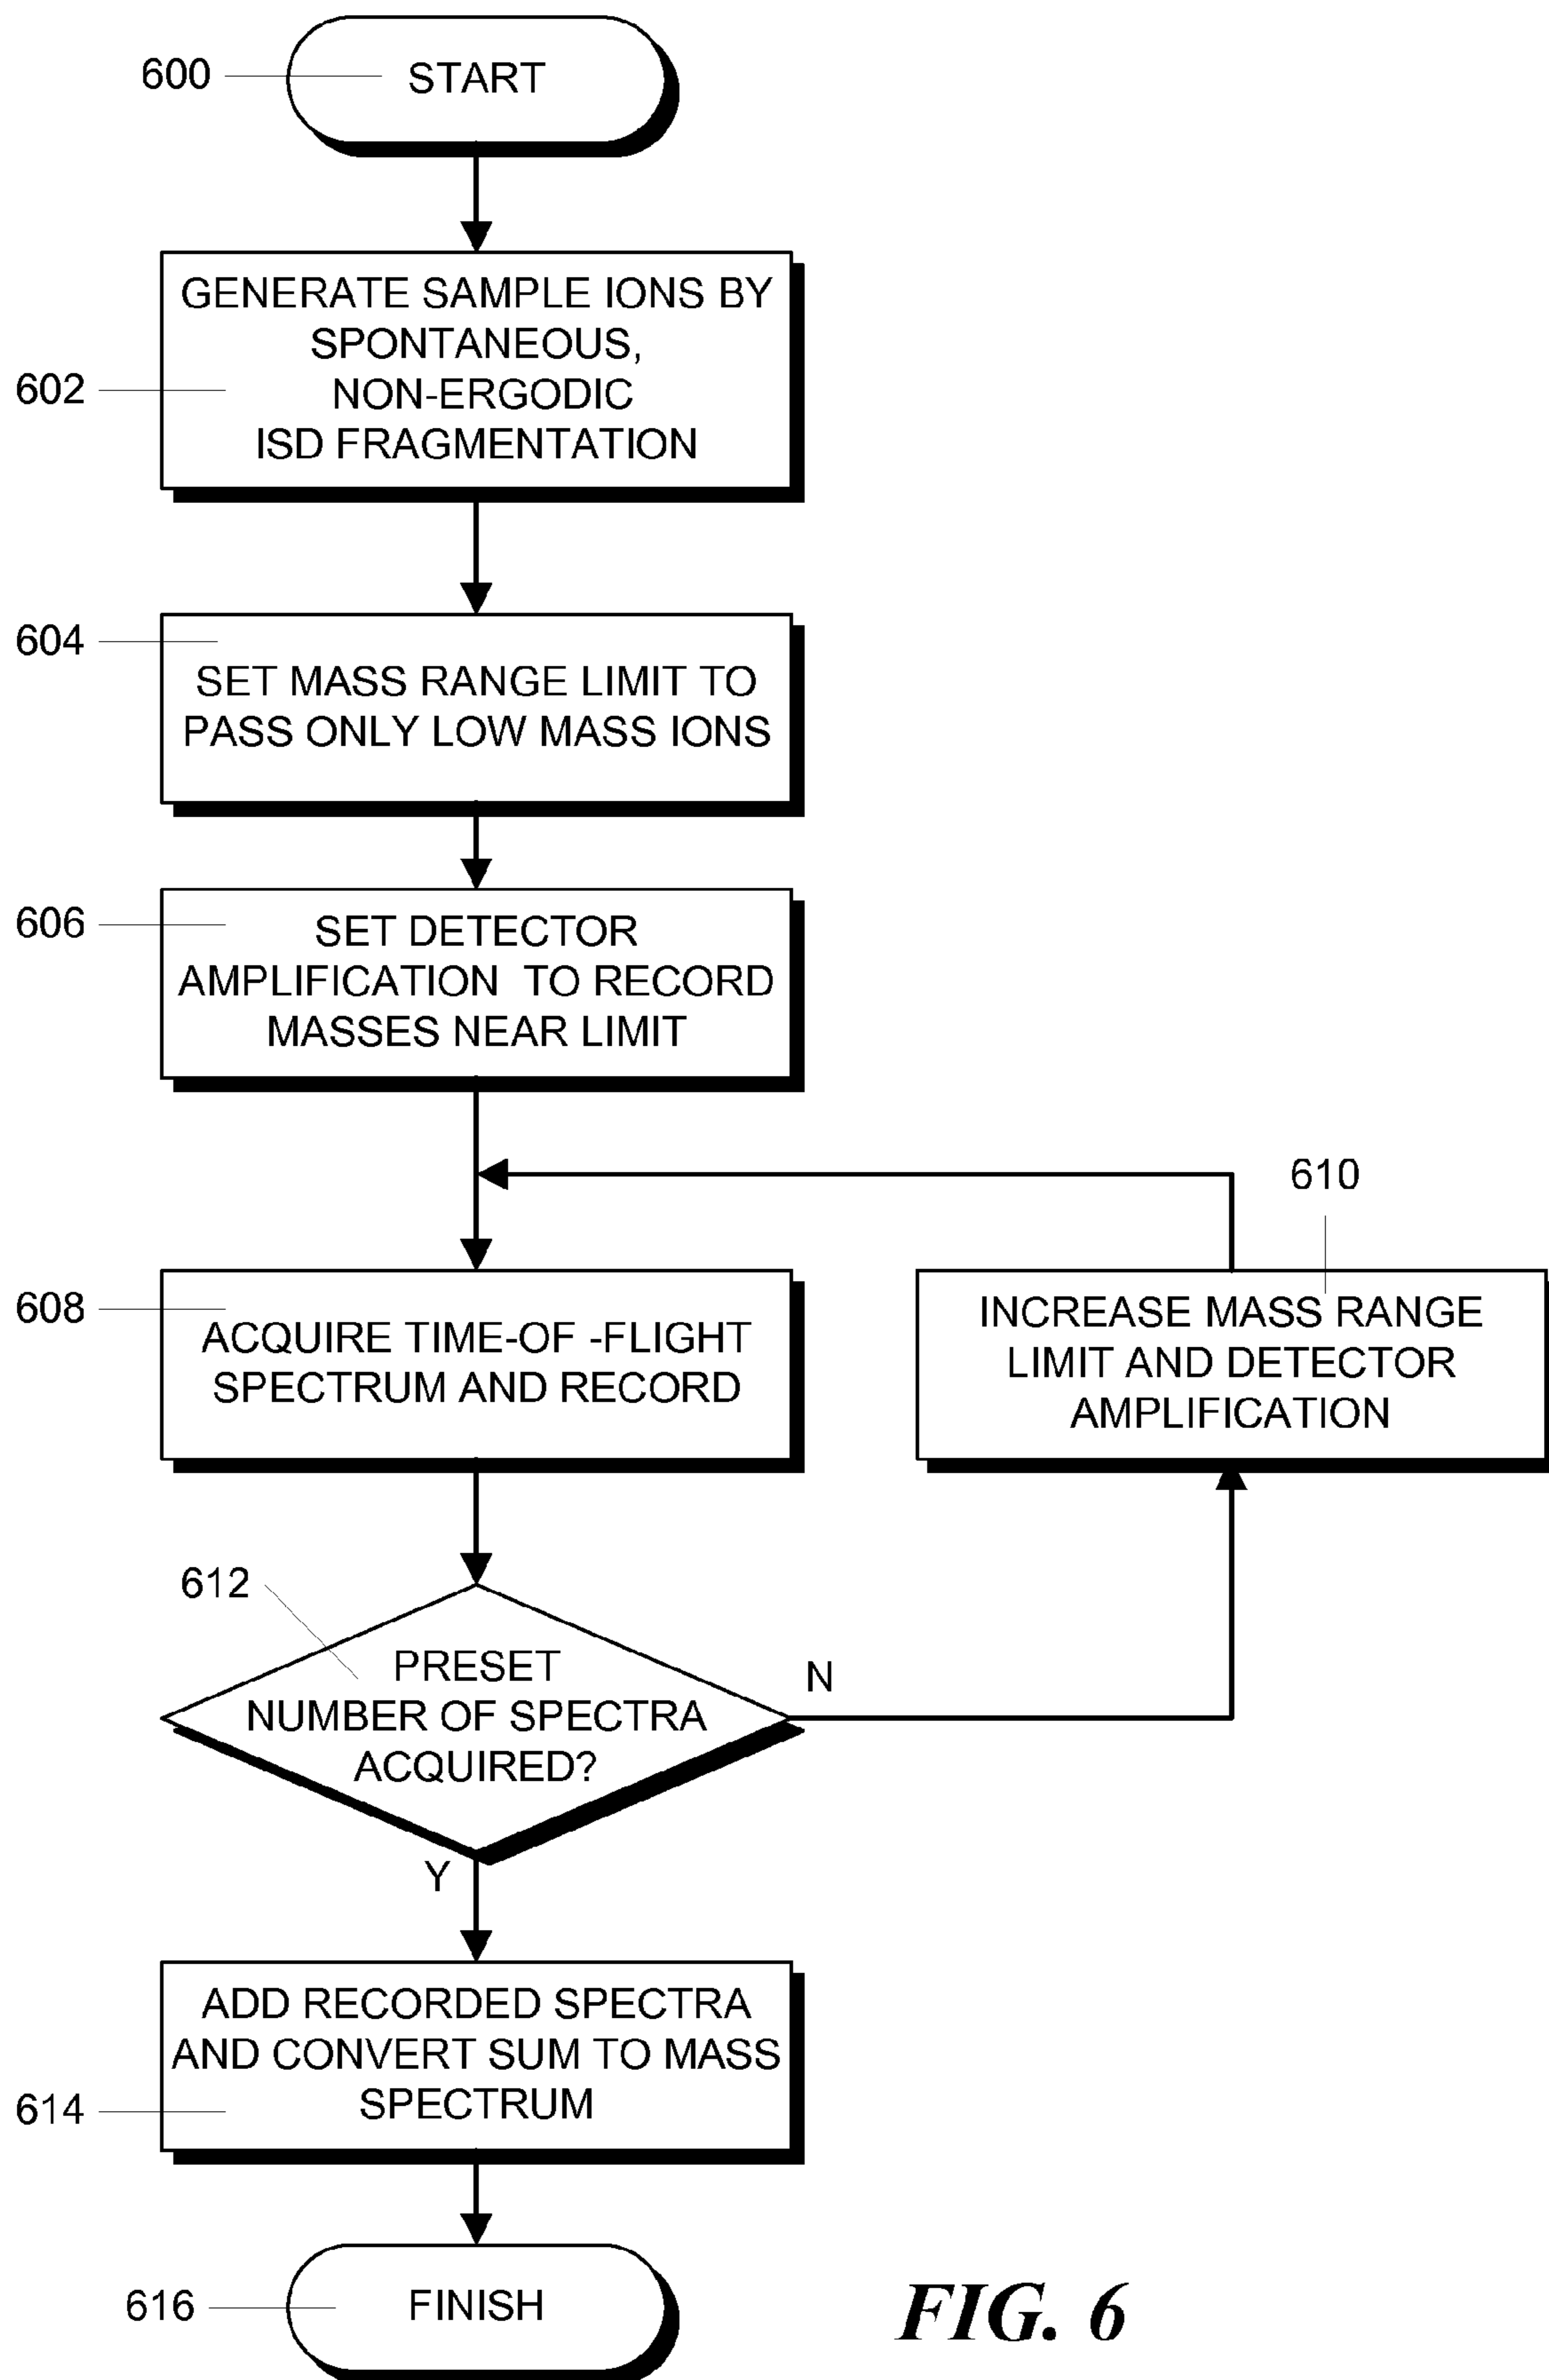 600
START
602
GENERATE SAMPLE IONS BY
SPONTANEOUS,
NON-ERGODIC
ISD FRAGMENTATION
604
SET MASS RANGE LIMIT TO
PASS ONLY LOW MASS IONS
606
SET DETECTOR
AMPLIFICATION TO RECORD
MASSES NEAR LIMIT
608
ACQUIRE TIME-OF -FLIGHT
SPECTRUM AND RECORD
610
INCREASE MASS RANGE
LIMIT AND DETECTOR
AMPLIFICATION
612
PRESET
NUMBER OF SPECTRA
ACQUIRED?
N
Y
614
ADD RECORDED SPECTRA
AND CONVERT SUM TO MASS
SPECTRUM
616
FINISH
FIG. 6